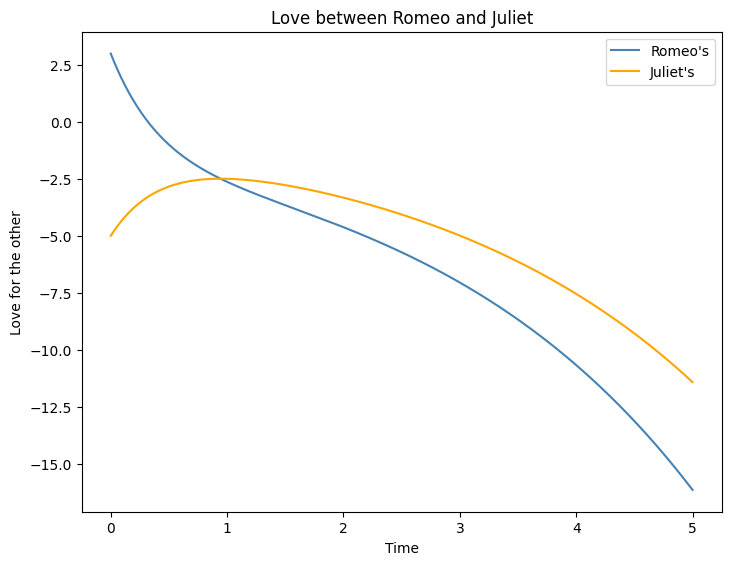 Love between Romeo and Juliet
Romeo's
Juliet's
Love for the other
2.5
0.0
−2.5
−5.0
−7.5
−10.0
−12.5
−15.0
0 1 2 3 4 5
Time